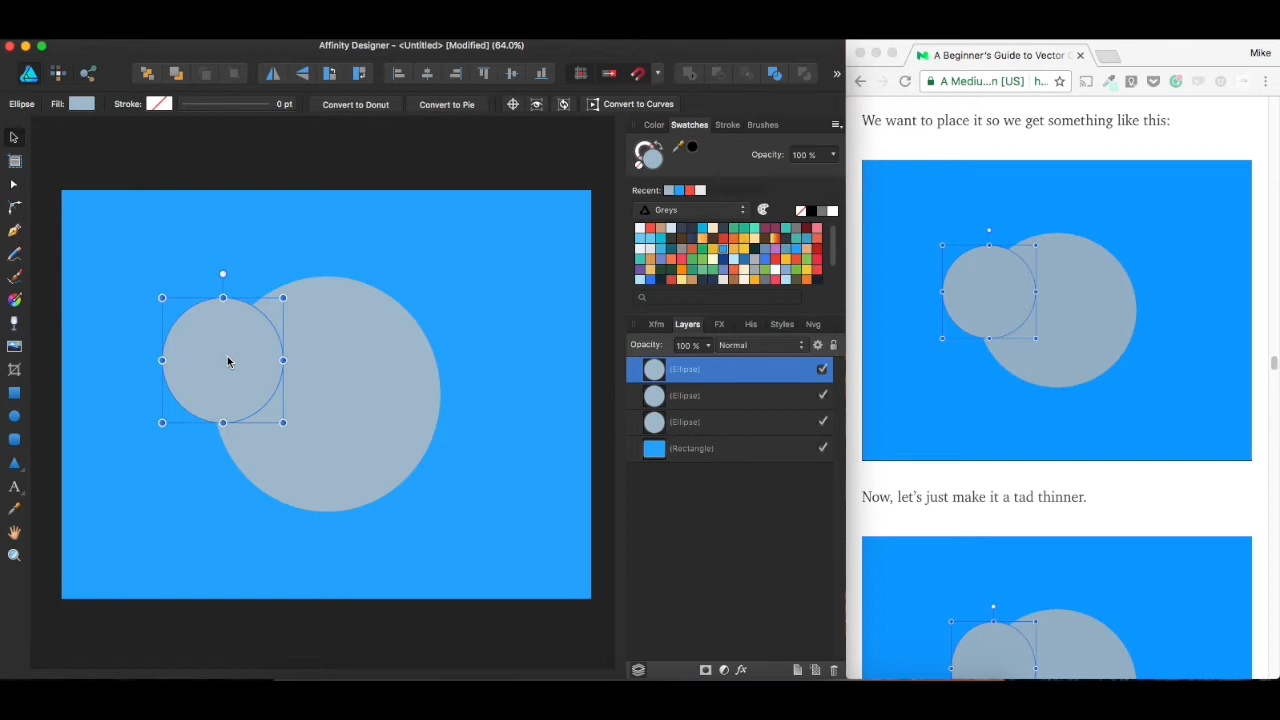 Affinity Designer - <Untitled> [Modified] (64.0%)
Ellipse
Fill:
Stroke:
0 pt
Convert to Donut
Convert to Pie
Convert to Curves
Color
Swatches
Stroke
Brushes
Opacity:
100 %
Recent:
Greys
Xfm
Layers
FX
His
Styles
Nvg
Opacity:
100 %
Normal
(Ellipse)
(Ellipse)
(Ellipse)
(Rectangle)
A
fx
A Beginner's Guide to Vector
Mike
A Medium...n [US]
h...
We want to place it so we get something like this:
Now, let's just make it a tad thinner.